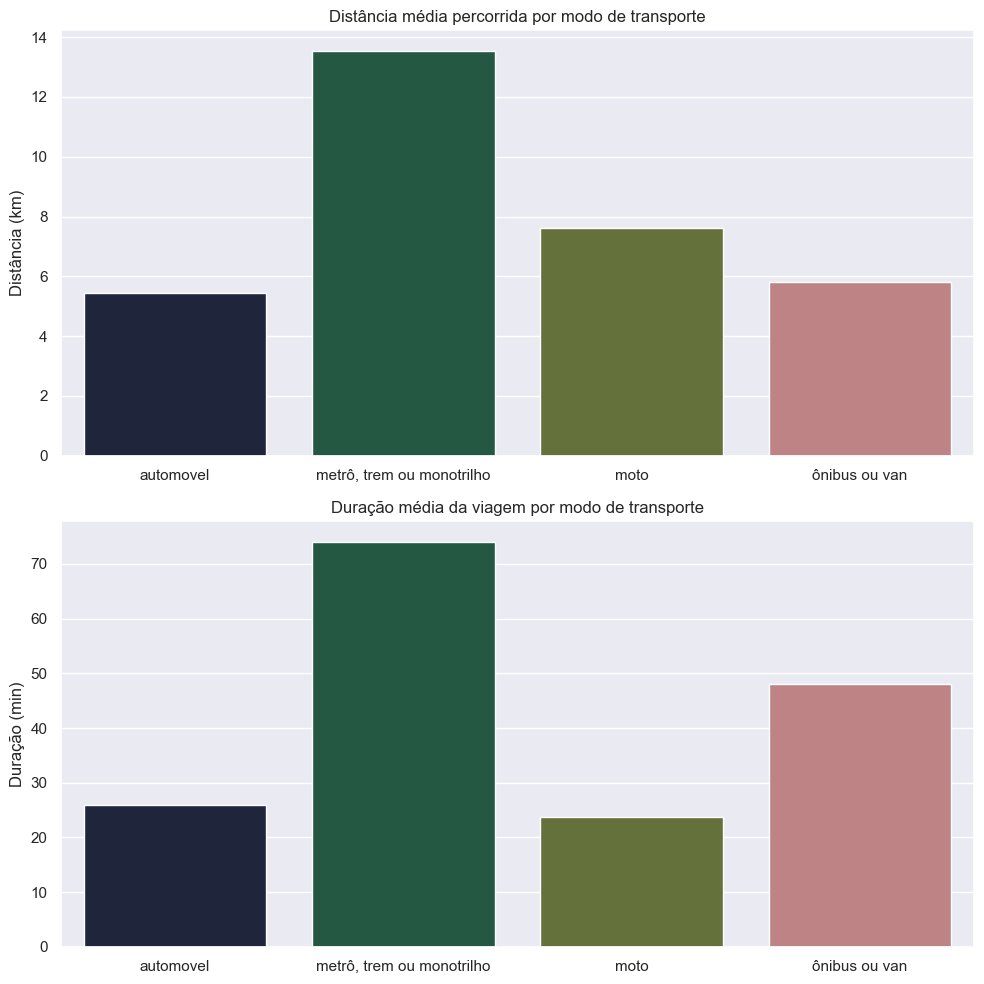 Distância média percorrida por modo de transporte
14
12
10
8
6
4
2
0
Distância (km)
automovel
metrô, trem ou monotrilho
moto
ônibus ou van
Duração média da viagem por modo de transporte
70
60
50
40
30
20
10
0
Duração (min)
automovel
metrô, trem ou monotrilho
moto
ônibus ou van